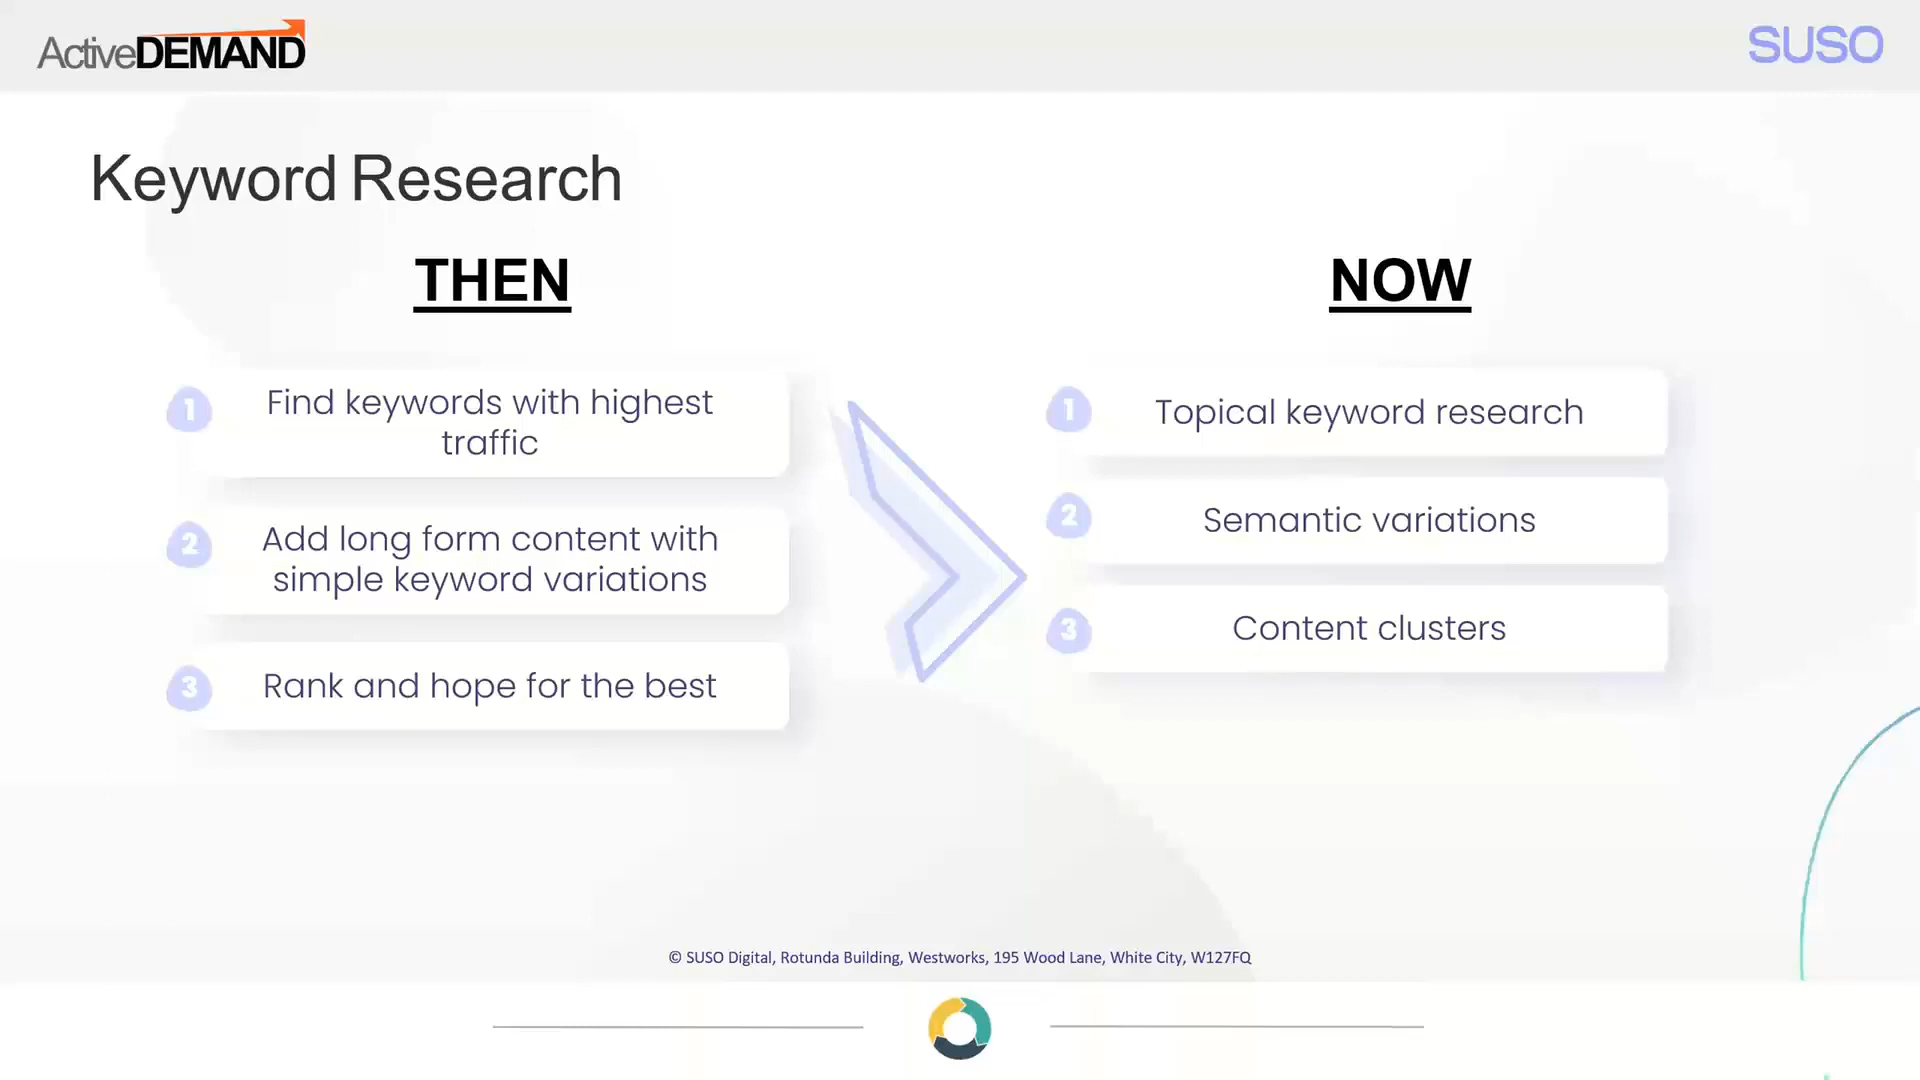 ActiveDEMAND
SUSO
Keyword Research
THEN
1
Find keywords with highest
traffic
2
Add long form content with
simple keyword variations
3
Rank and hope for the best
NOW
1
Topical keyword research
2
Semantic variations
3
Content clusters
© SUSO Digital, Rotunda Building, Westworks, 195 Wood Lane, White City, W127FQ